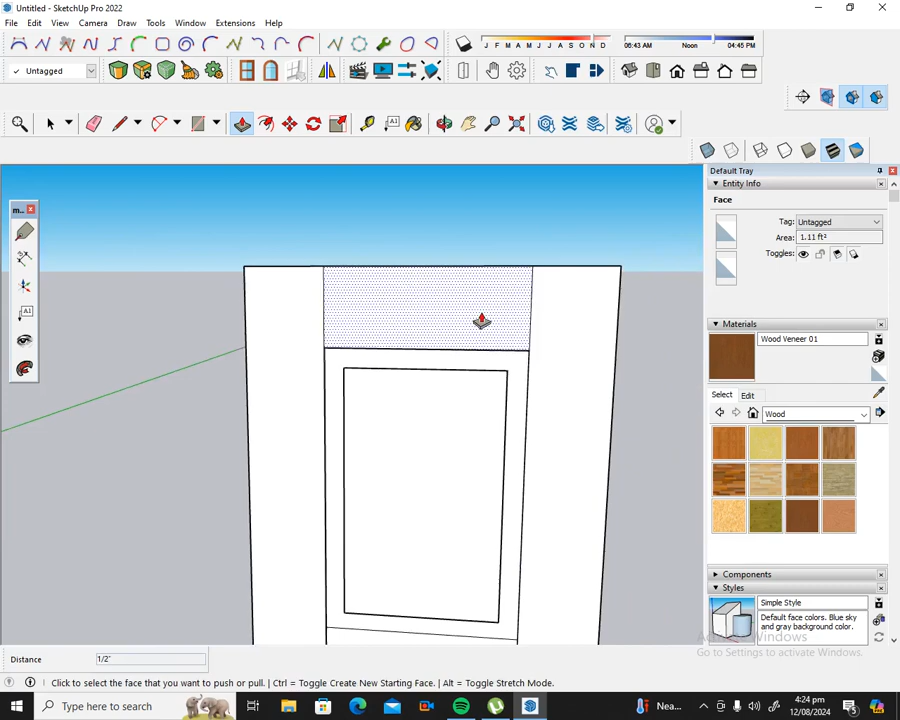 Untitled - SketchUp Pro 2022
File Edit View Camera Draw Tools Window Extensions Help
J F M A M J J A S O N D 06:43 AM Noon 04:45 PM
Untagged
Default Tray
m...
Entity Info
Face
Tag: Untagged
Area: 1.11 ft²
Toggles:
Materials
Wood Veneer 01
Select Edit
Wood
Components
Styles
Simple Style
Default face colors. Blue sky
and gray background color.
Activate Windows
Go to Settings to activate Windows.
Distance 1/2"
Click to select the face that you want to push or pull. | Ctrl = Toggle Create New Starting Face. | Alt = Toggle Stretch Mode.
Type here to search
Nea...
4:24 pm
12/08/2024
5